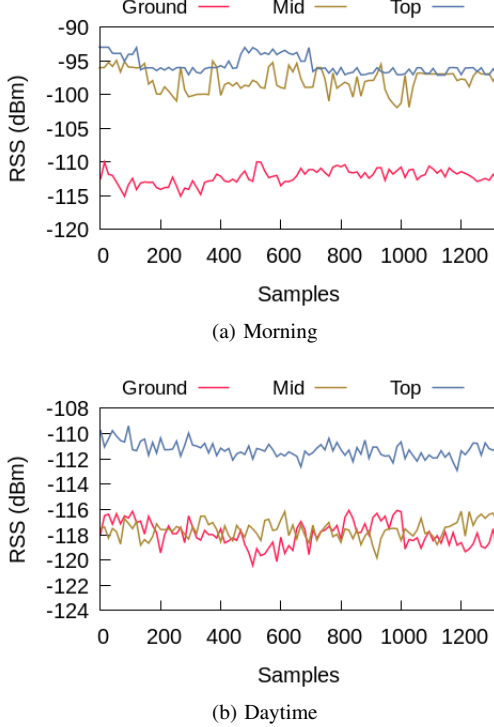 Ground Mid Top
-90
-95
-100
-105
-110
-115
-120
RSS (dBm)
0 200 400 600 800 1000 1200
Samples
(a) Morning
Ground Mid Top
-108
-110
-112
-114
-116
-118
-120
-122
-124
RSS (dBm)
0 200 400 600 800 1000 1200
Samples
(b) Daytime